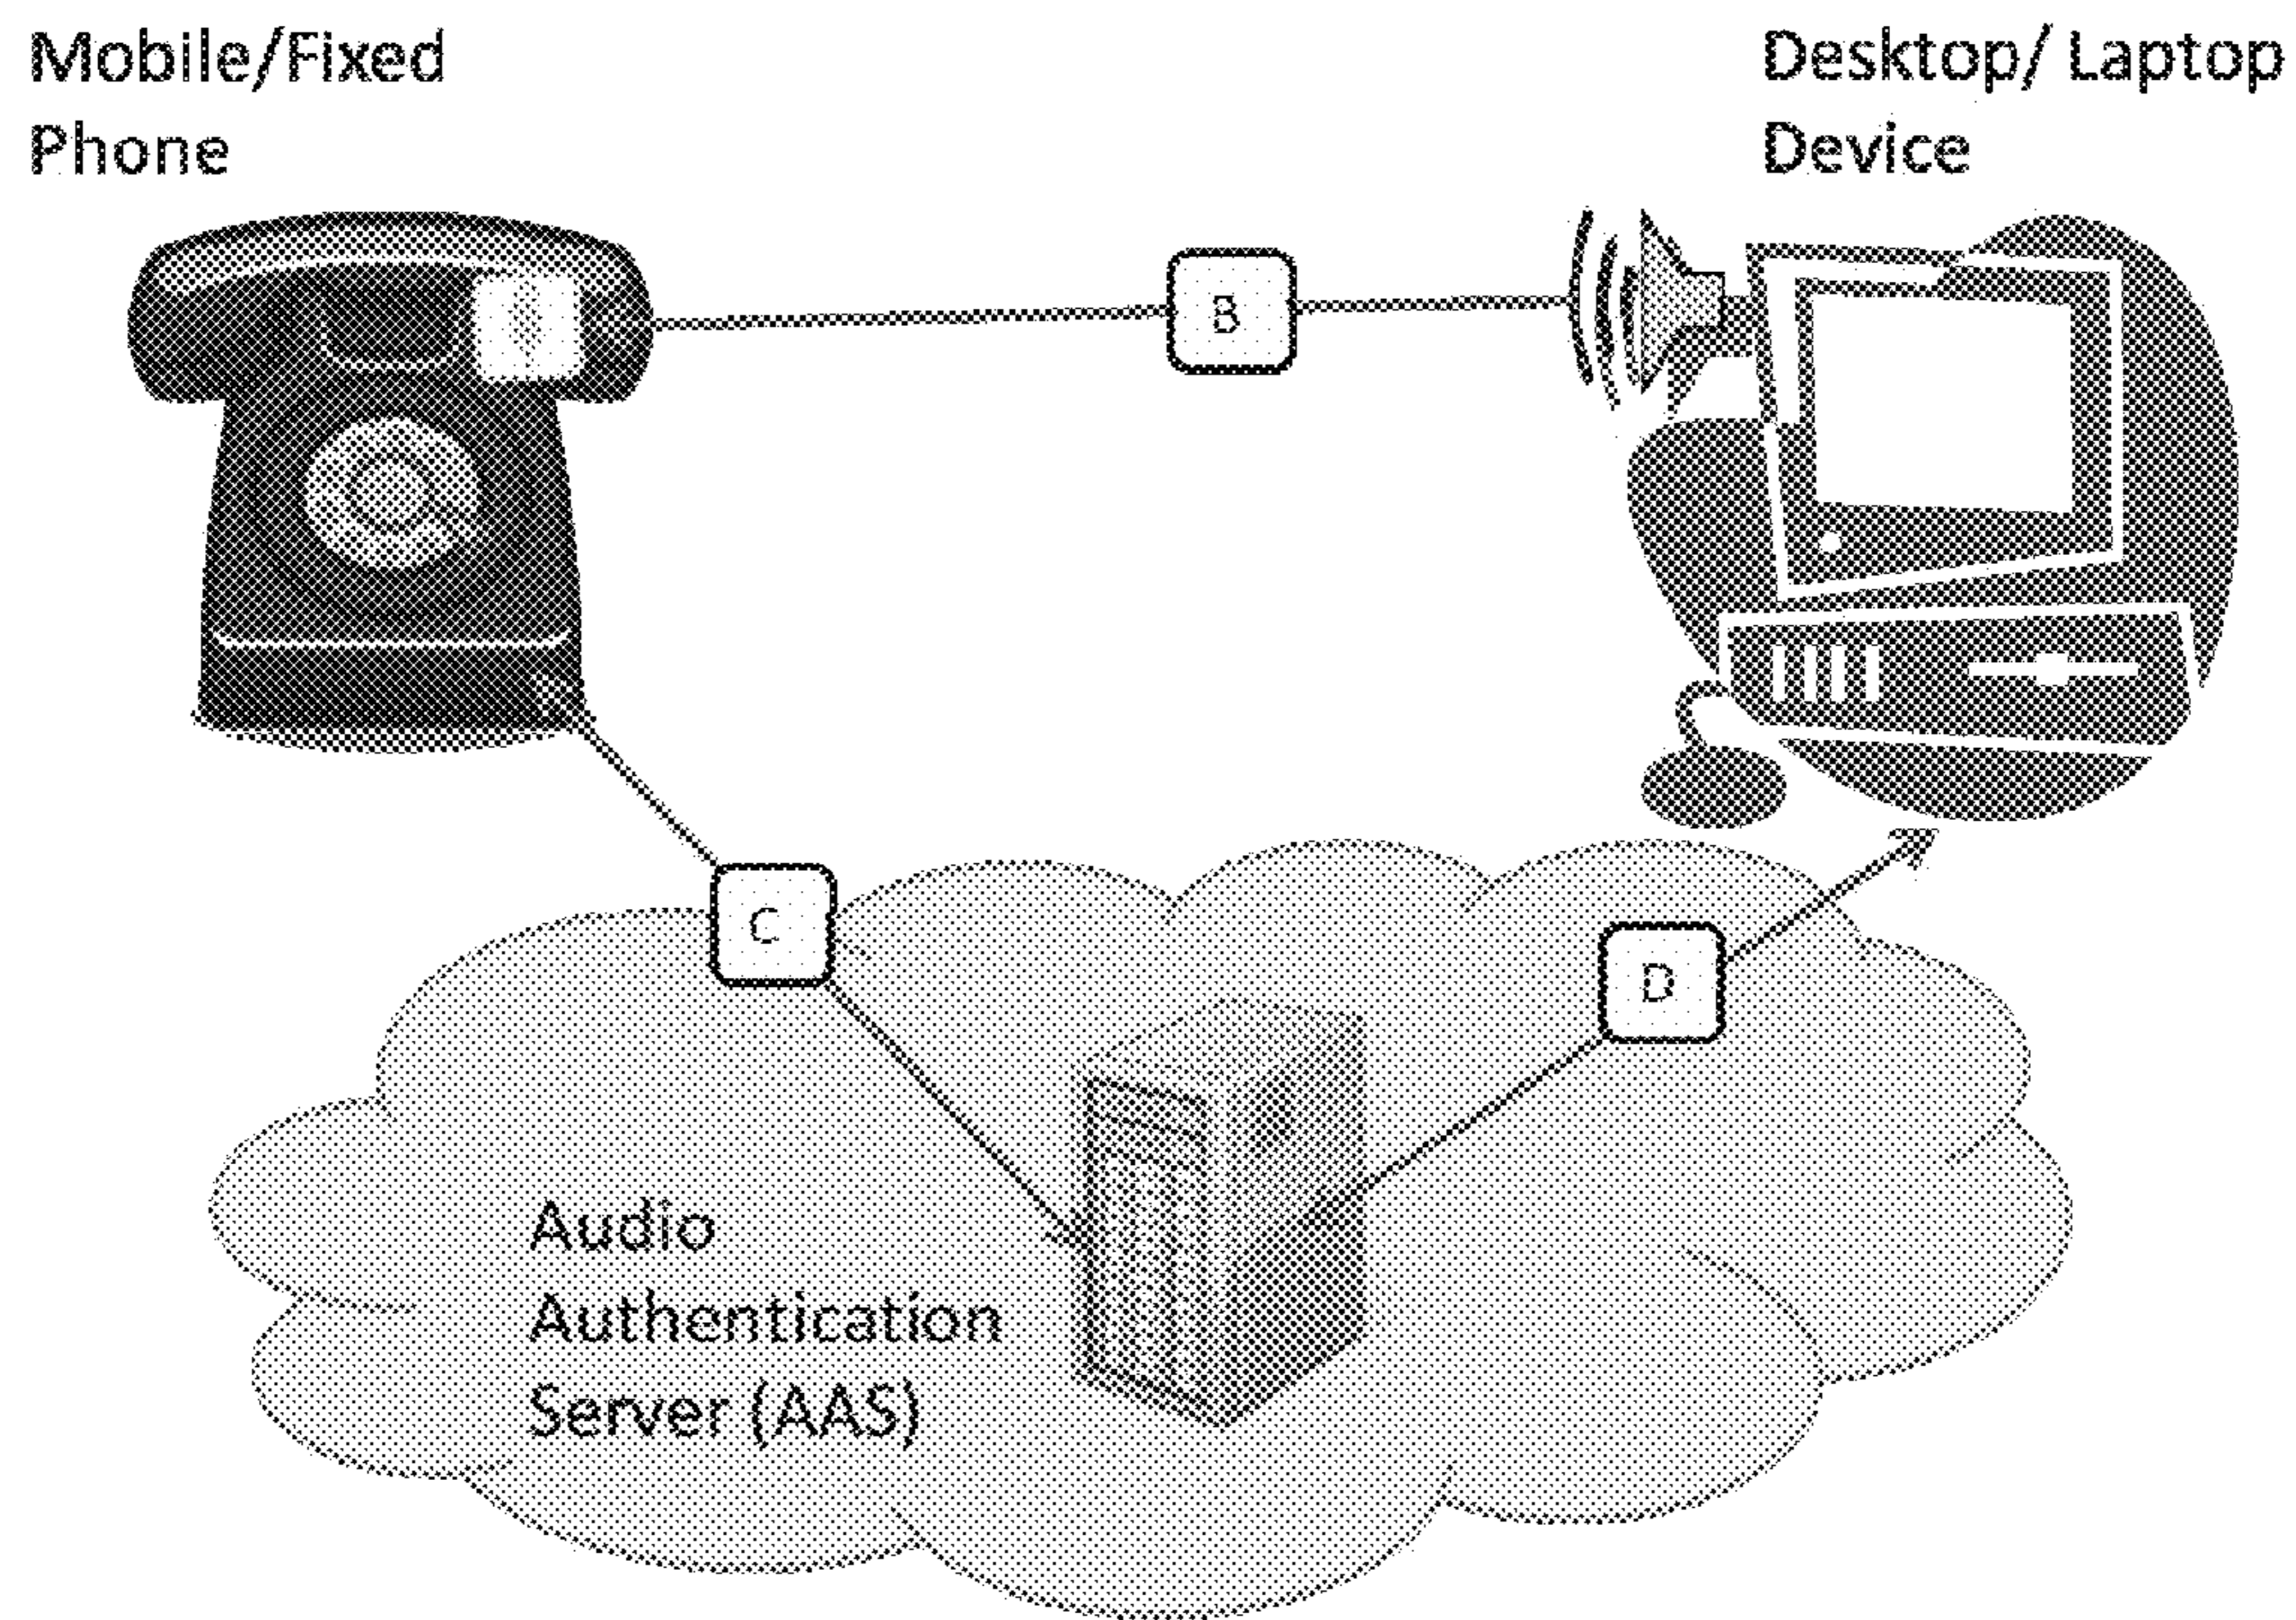 Mobile/Fixed
Phone
Desktop/ Laptop
Device
B
C
D
Audio
Authentication
Server (AAS)